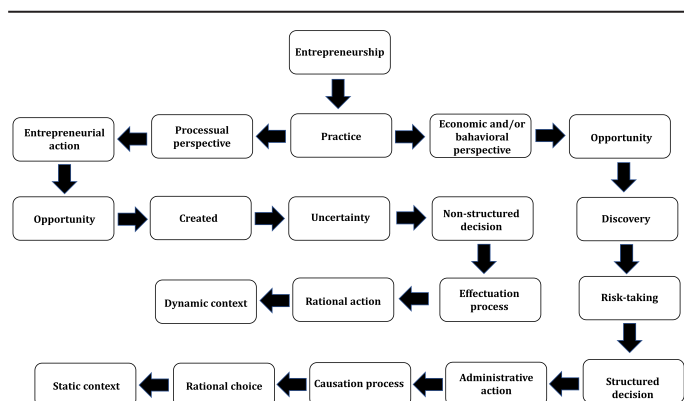 Entrepreneurship
Entrepreneurial
action
Processual
perspective
Practice
Economic and/or
bahavioral
perspective
Opportunity
Opportunity
Created
Uncertainty
Non-structured
decision
Discovery
Dynamic context
Rational action
Effectuation
process
Risk-taking
Static context
Rational choice
Causation process
Administrative
action
Structured
decision